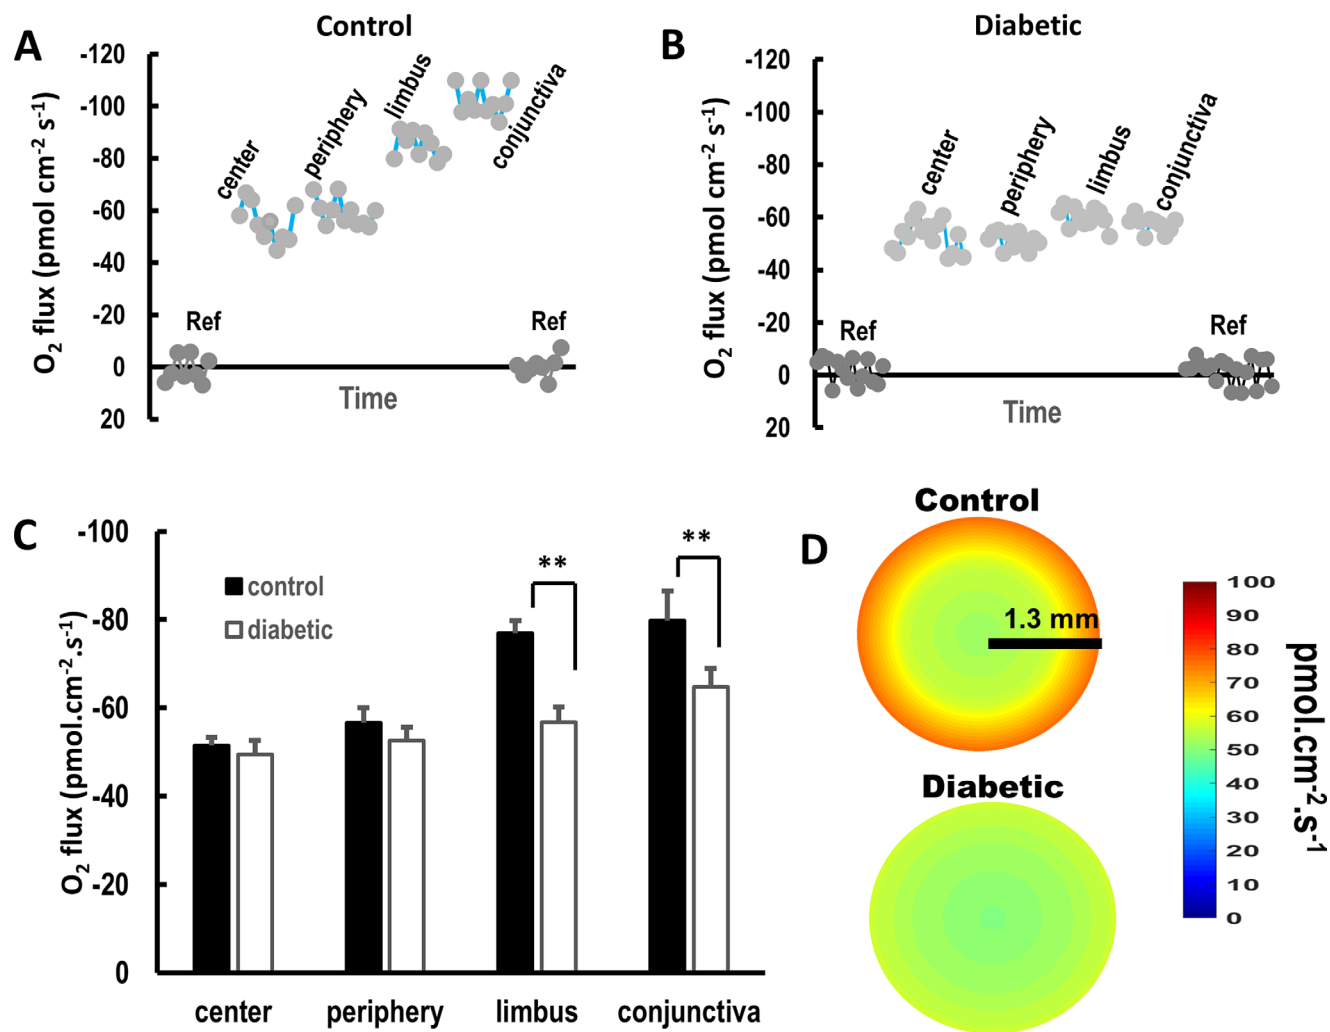 A
Control
O2 flux (pmol cm-2 s-1)
-120
-100
-80
-60
-40
-20
0
20
center
periphery
limbus
conjunctiva
Ref
Ref
Time
B
Diabetic
O2 flux (pmol cm-2 s-1)
-120
-100
-80
-60
-40
-20
0
20
center
periphery
limbus
conjunctiva
Ref
Ref
Time
C
O2 flux (pmol.cm-2.s-1)
-100
-80
-60
-40
-20
0
control
diabetic
**
**
center
periphery
limbus
conjunctiva
D
Control
1.3 mm
Diabetic
100
90
80
70
60
50
40
30
20
10
0
pmol.cm-2.s-1